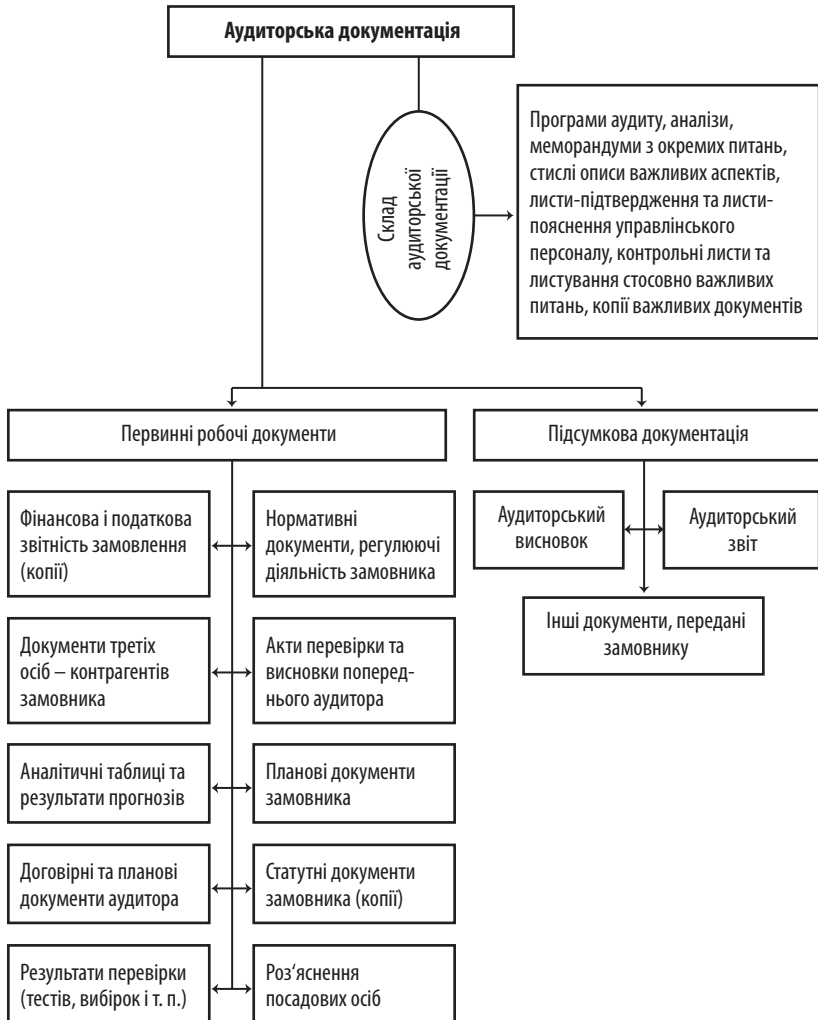 Аудиторська документація
Склад
аудиторської
документації
Програми аудиту, аналізи,
меморандуми з окремих питань,
стислі описи важливих аспектів,
листи-підтвердження та листи-
пояснення управлінського
персоналу, контрольні листи та
листування стосовно важливих
питань, копії важливих документів
Первинні робочі документи
Підсумкова документація
Фінансова і податкова
звітність замовлення
(копії)
Нормативні
документи, регулюючі
діяльність замовника
Аудиторський
висновок
Аудиторський
звіт
Інші документи, передані
замовнику
Документи третіх
осіб – контрагентів
замовника
Акти перевірки та
висновки поперед-
нього аудитора
Аналітичні таблиці та
результати прогнозів
Планові документи
замовника
Договірні та планові
документи аудитора
Статутні документи
замовника (копії)
Результати перевірки
(тестів, вибірок і т. п.)
Роз‘яснення
посадових осіб